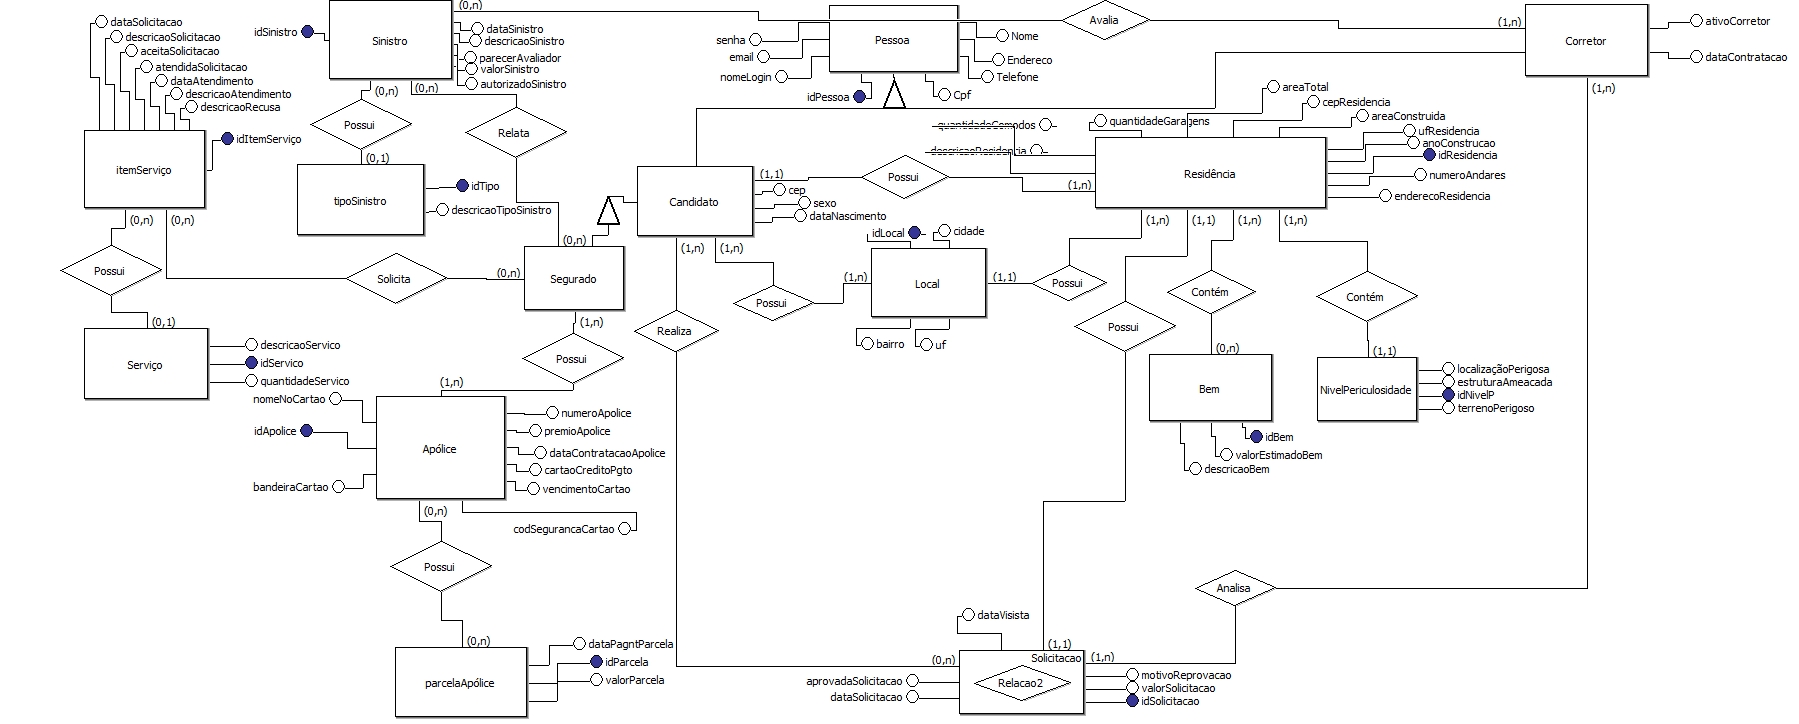 dataSolicitacao
descricaoSolicitacao
aceitaSolicitacao
atendidaSolicitacao
dataAtendimento
descricaoAtendimento
descricaoRecusa
idItemServiço
itemServiço
(0,n)
(0,n)
Possui
(0,1)
Serviço
descricaoServico
idServico
quantidadeServico
Solicita
(0,n)
idSinistro
Sinistro
(0,n)
dataSinistro
descricaoSinistro
parecerAvaliador
valorSinistro
autorizadoSinistro
(0,n)
(0,n)
Possui
(0,1)
tipoSinistro
idTipo
descricaoTipoSinistro
Relata
(0,n)
Segurado
(1,n)
Possui
(1,n)
Apólice
nomeNoCartao
idApolice
bandeiraCartao
numeroApolice
premioApolice
dataContratacaoApolice
cartaoCreditoPgto
vencimentoCartao
codSegurancaCartao
(0,n)
Possui
(0,n)
parcelaApólice
dataPagntParcela
idParcela
valorParcela
Pessoa
senha
email
nomeLogin
idPessoa
Nome
Endereco
Telefone
Cpf
Avalia
(1,n)
Corretor
ativoCorretor
dataContratacao
(1,n)
Candidato
(1,1)
cep
sexo
dataNascimento
(1,n)
(1,n)
Possui
(1,n)
Residência
quantidadeComodos
descricaoResidencia
quantidadeGaragens
areaTotal
cepResidencia
areaConstruida
ufResidencia
anoConstrucao
idResidencia
numeroAndares
enderecoResidencia
(1,n)
(1,1)
(1,n)
(1,n)
Possui
(1,n)
Local
idLocal
cidade
bairro
uf
(1,1)
Possui
Possui
Contém
(0,n)
Bem
idBem
valorEstimadoBem
descricaoBem
Contém
(1,1)
NivelPericulosidade
localizaçãoPerigosa
estruturaAmeacada
idNivelP
terrenoPerigoso
Realiza
(0,n)
dataVisista
(1,1)
Solicitacao
Relacao2
(1,n)
aprovadaSolicitacao
dataSolicitacao
motivoReprovacao
valorSolicitacao
idSolicitacao
Analisa